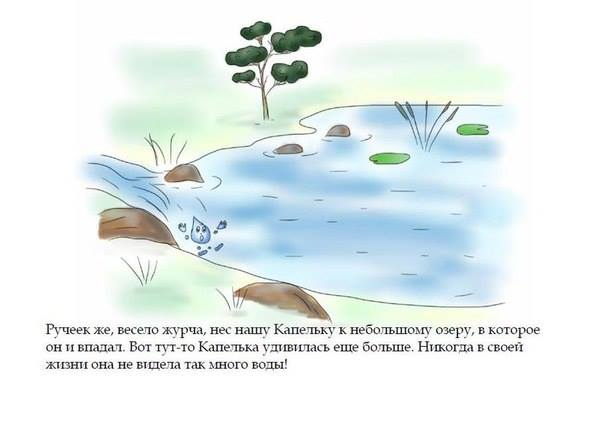 Ручеек же, весело журча, нес нашу Капельку к небольшому озеру, в которое
он и впадал. Вот тут-то Капелька удивилась еще больше. Никогда в своей
жизни она не видела так много воды!